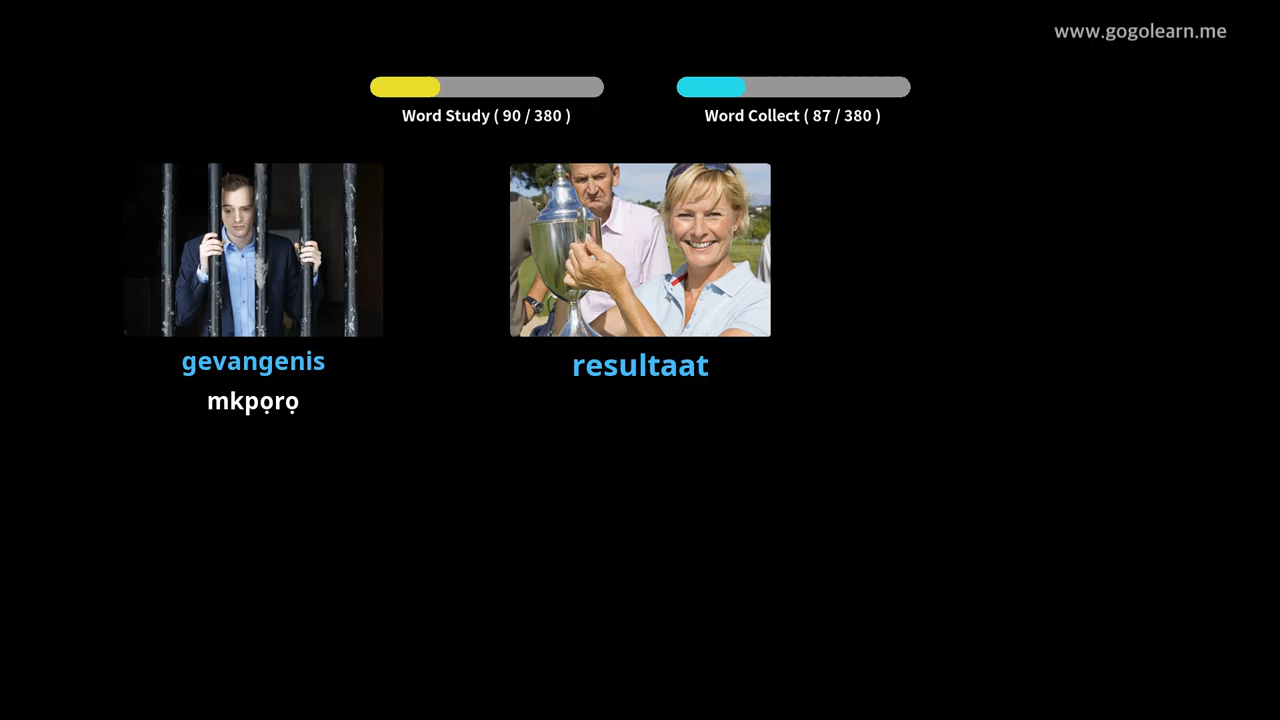 www.gogolearn.me
Word Study ( 90 / 380 )
Word Collect ( 87 / 380 )
gevangenis
mkpọrọ
resultaat